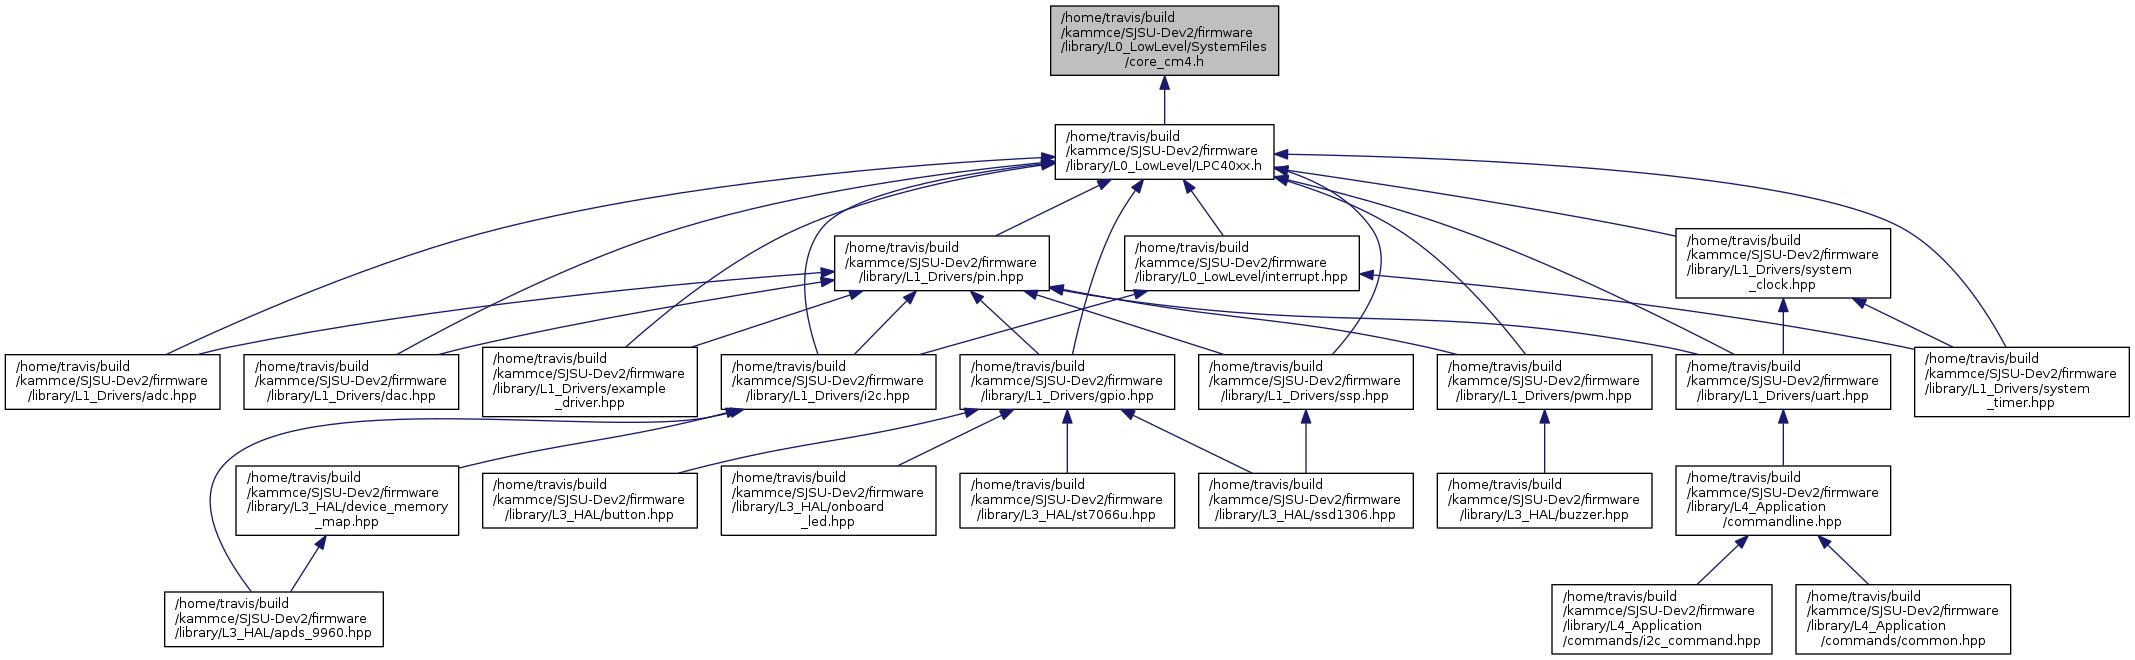 /home/travis/build
/kammce/SJSU-Dev2/firmware
/library/L0_LowLevel/SystemFiles
/core_cm4.h
/home/travis/build
/kammce/SJSU-Dev2/firmware
/library/L0_LowLevel/LPC40xx.h
/home/travis/build
/kammce/SJSU-Dev2/firmware
/library/L1_Drivers/pin.hpp
/home/travis/build
/kammce/SJSU-Dev2/firmware
/library/L0_LowLevel/interrupt.hpp
/home/travis/build
/kammce/SJSU-Dev2/firmware
/library/L1_Drivers/system
_clock.hpp
/home/travis/build
/kammce/SJSU-Dev2/firmware
/library/L1_Drivers/adc.hpp
/home/travis/build
/kammce/SJSU-Dev2/firmware
/library/L1_Drivers/dac.hpp
/home/travis/build
/kammce/SJSU-Dev2/firmware
/library/L1_Drivers/example
_driver.hpp
/home/travis/build
/kammce/SJSU-Dev2/firmware
/library/L1_Drivers/i2c.hpp
/home/travis/build
/kammce/SJSU-Dev2/firmware
/library/L1_Drivers/gpio.hpp
/home/travis/build
/kammce/SJSU-Dev2/firmware
/library/L1_Drivers/ssp.hpp
/home/travis/build
/kammce/SJSU-Dev2/firmware
/library/L1_Drivers/pwm.hpp
/home/travis/build
/kammce/SJSU-Dev2/firmware
/library/L1_Drivers/uart.hpp
/home/travis/build
/kammce/SJSU-Dev2/firmware
/library/L1_Drivers/system
_timer.hpp
/home/travis/build
/kammce/SJSU-Dev2/firmware
/library/L3_HAL/device_memory
_map.hpp
/home/travis/build
/kammce/SJSU-Dev2/firmware
/library/L3_HAL/button.hpp
/home/travis/build
/kammce/SJSU-Dev2/firmware
/library/L3_HAL/onboard
_led.hpp
/home/travis/build
/kammce/SJSU-Dev2/firmware
/library/L3_HAL/st7066u.hpp
/home/travis/build
/kammce/SJSU-Dev2/firmware
/library/L3_HAL/ssd1306.hpp
/home/travis/build
/kammce/SJSU-Dev2/firmware
/library/L3_HAL/buzzer.hpp
/home/travis/build
/kammce/SJSU-Dev2/firmware
/library/L4_Application
/commandline.hpp
/home/travis/build
/kammce/SJSU-Dev2/firmware
/library/L3_HAL/apds_9960.hpp
/home/travis/build
/kammce/SJSU-Dev2/firmware
/library/L4_Application
/commands/i2c_command.hpp
/home/travis/build
/kammce/SJSU-Dev2/firmware
/library/L4_Application
/commands/common.hpp